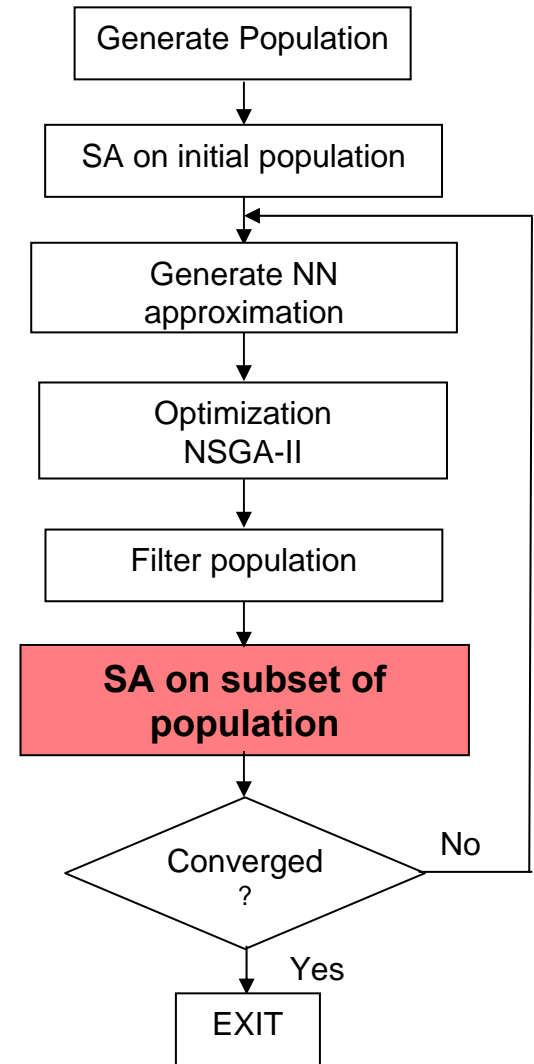 Generate Population
SA on initial population
Generate NN
approximation
Optimization
NSGA-II
Filter population
SA on subset of
population
Converged
?
No
Yes
EXIT